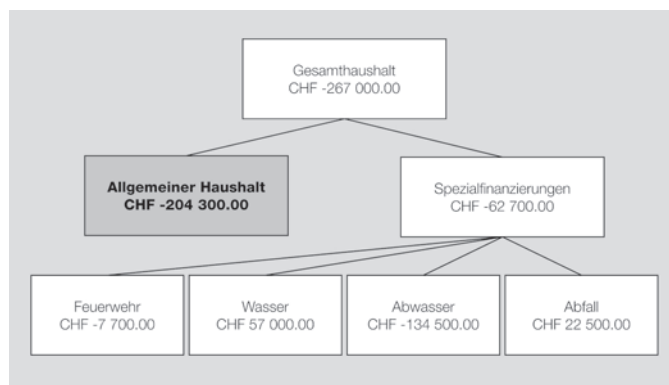 Gesamthaushalt
CHF -267 000.00
Allgemeiner Haushalt
CHF -204 300.00
Spezialfinanzierungen
CHF -62 700.00
Feuerwehr
CHF -7 700.00
Wasser
CHF 57 000.00
Abwasser
CHF -134 500.00
Abfall
CHF 22 500.00